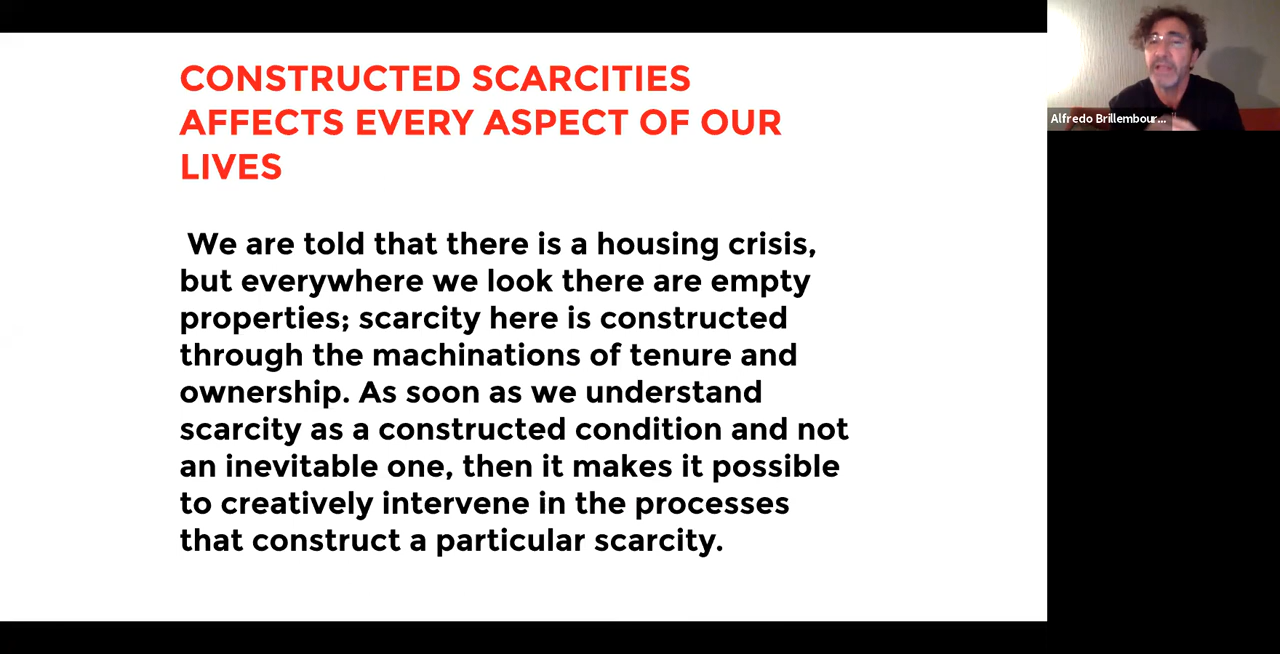 CONSTRUCTED SCARCITIES
AFFECTS EVERY ASPECT OF OUR
LIVES
We are told that there is a housing crisis,
but everywhere we look there are empty
properties; scarcity here is constructed
through the machinations of tenure and
ownership. As soon as we understand
scarcity as a constructed condition and not
an inevitable one, then it makes it possible
to creatively intervene in the processes
that construct a particular scarcity.
Alfredo Brillembour...